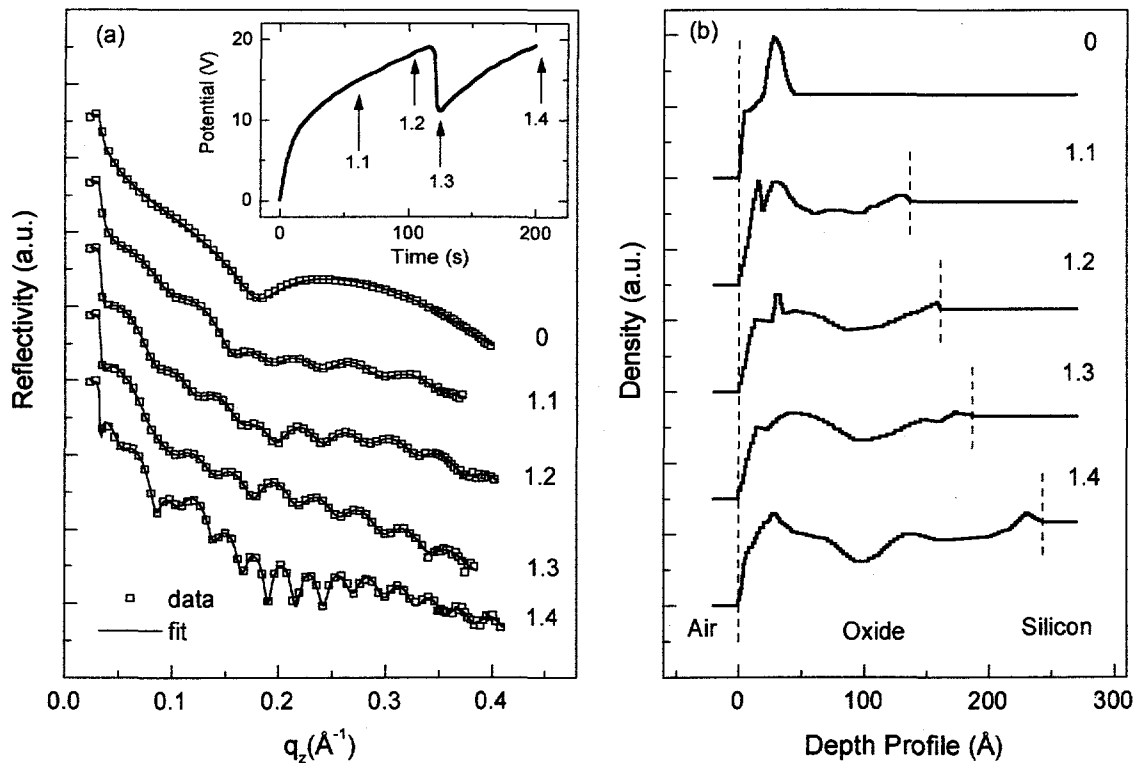 (a)
Potential (V)
20
10
0
1.1
1.2
1.3
1.4
0
100
200
Time (s)
Reflectivity (a.u.)
0
1.1
1.2
1.3
1.4
data
fit
0.0
0.1
0.2
0.3
0.4
q_z(Å⁻¹)
(b)
Density (a.u.)
0
1.1
1.2
1.3
1.4
Air
Oxide
Silicon
0
100
200
300
Depth Profile (Å)